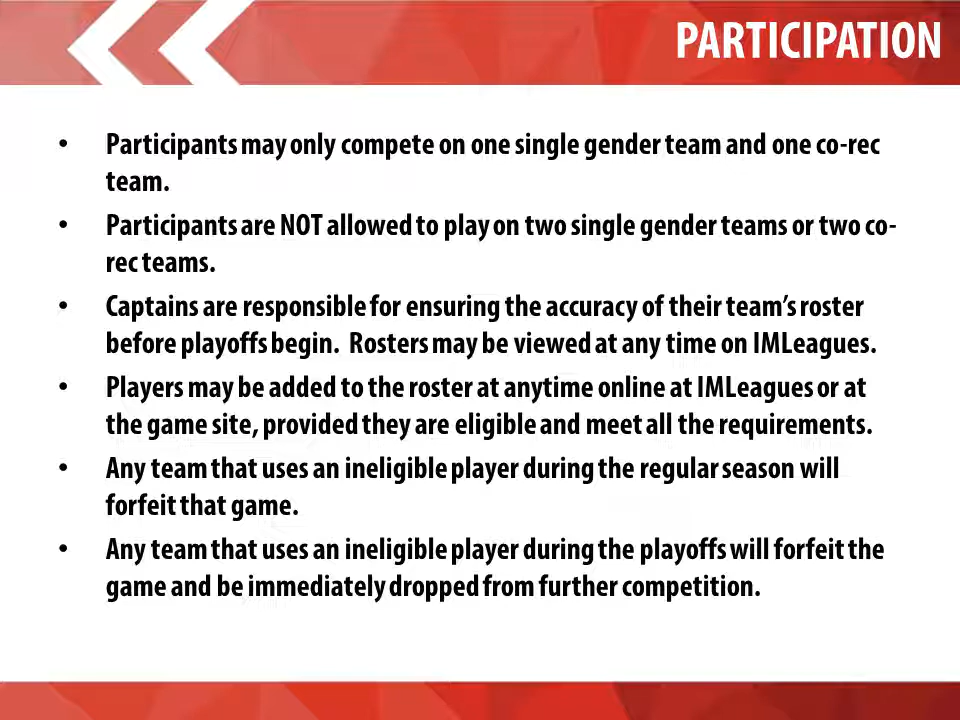 PARTICIPATION
• Participants may only compete on one single gender team and one co-rec
team.
• Participants are NOT allowed to play on two single gender teams or two co-
rec teams.
• Captains are responsible for ensuring the accuracy of their team’s roster
before playoffs begin.  Rosters may be viewed at any time on IMLeagues.
• Players may be added to the roster at anytime online at IMLeagues or at
the game site, provided they are eligible and meet all the requirements.
• Any team that uses an ineligible player during the regular season will
forfeit that game.
• Any team that uses an ineligible player during the playoffs will forfeit the
game and be immediately dropped from further competition.